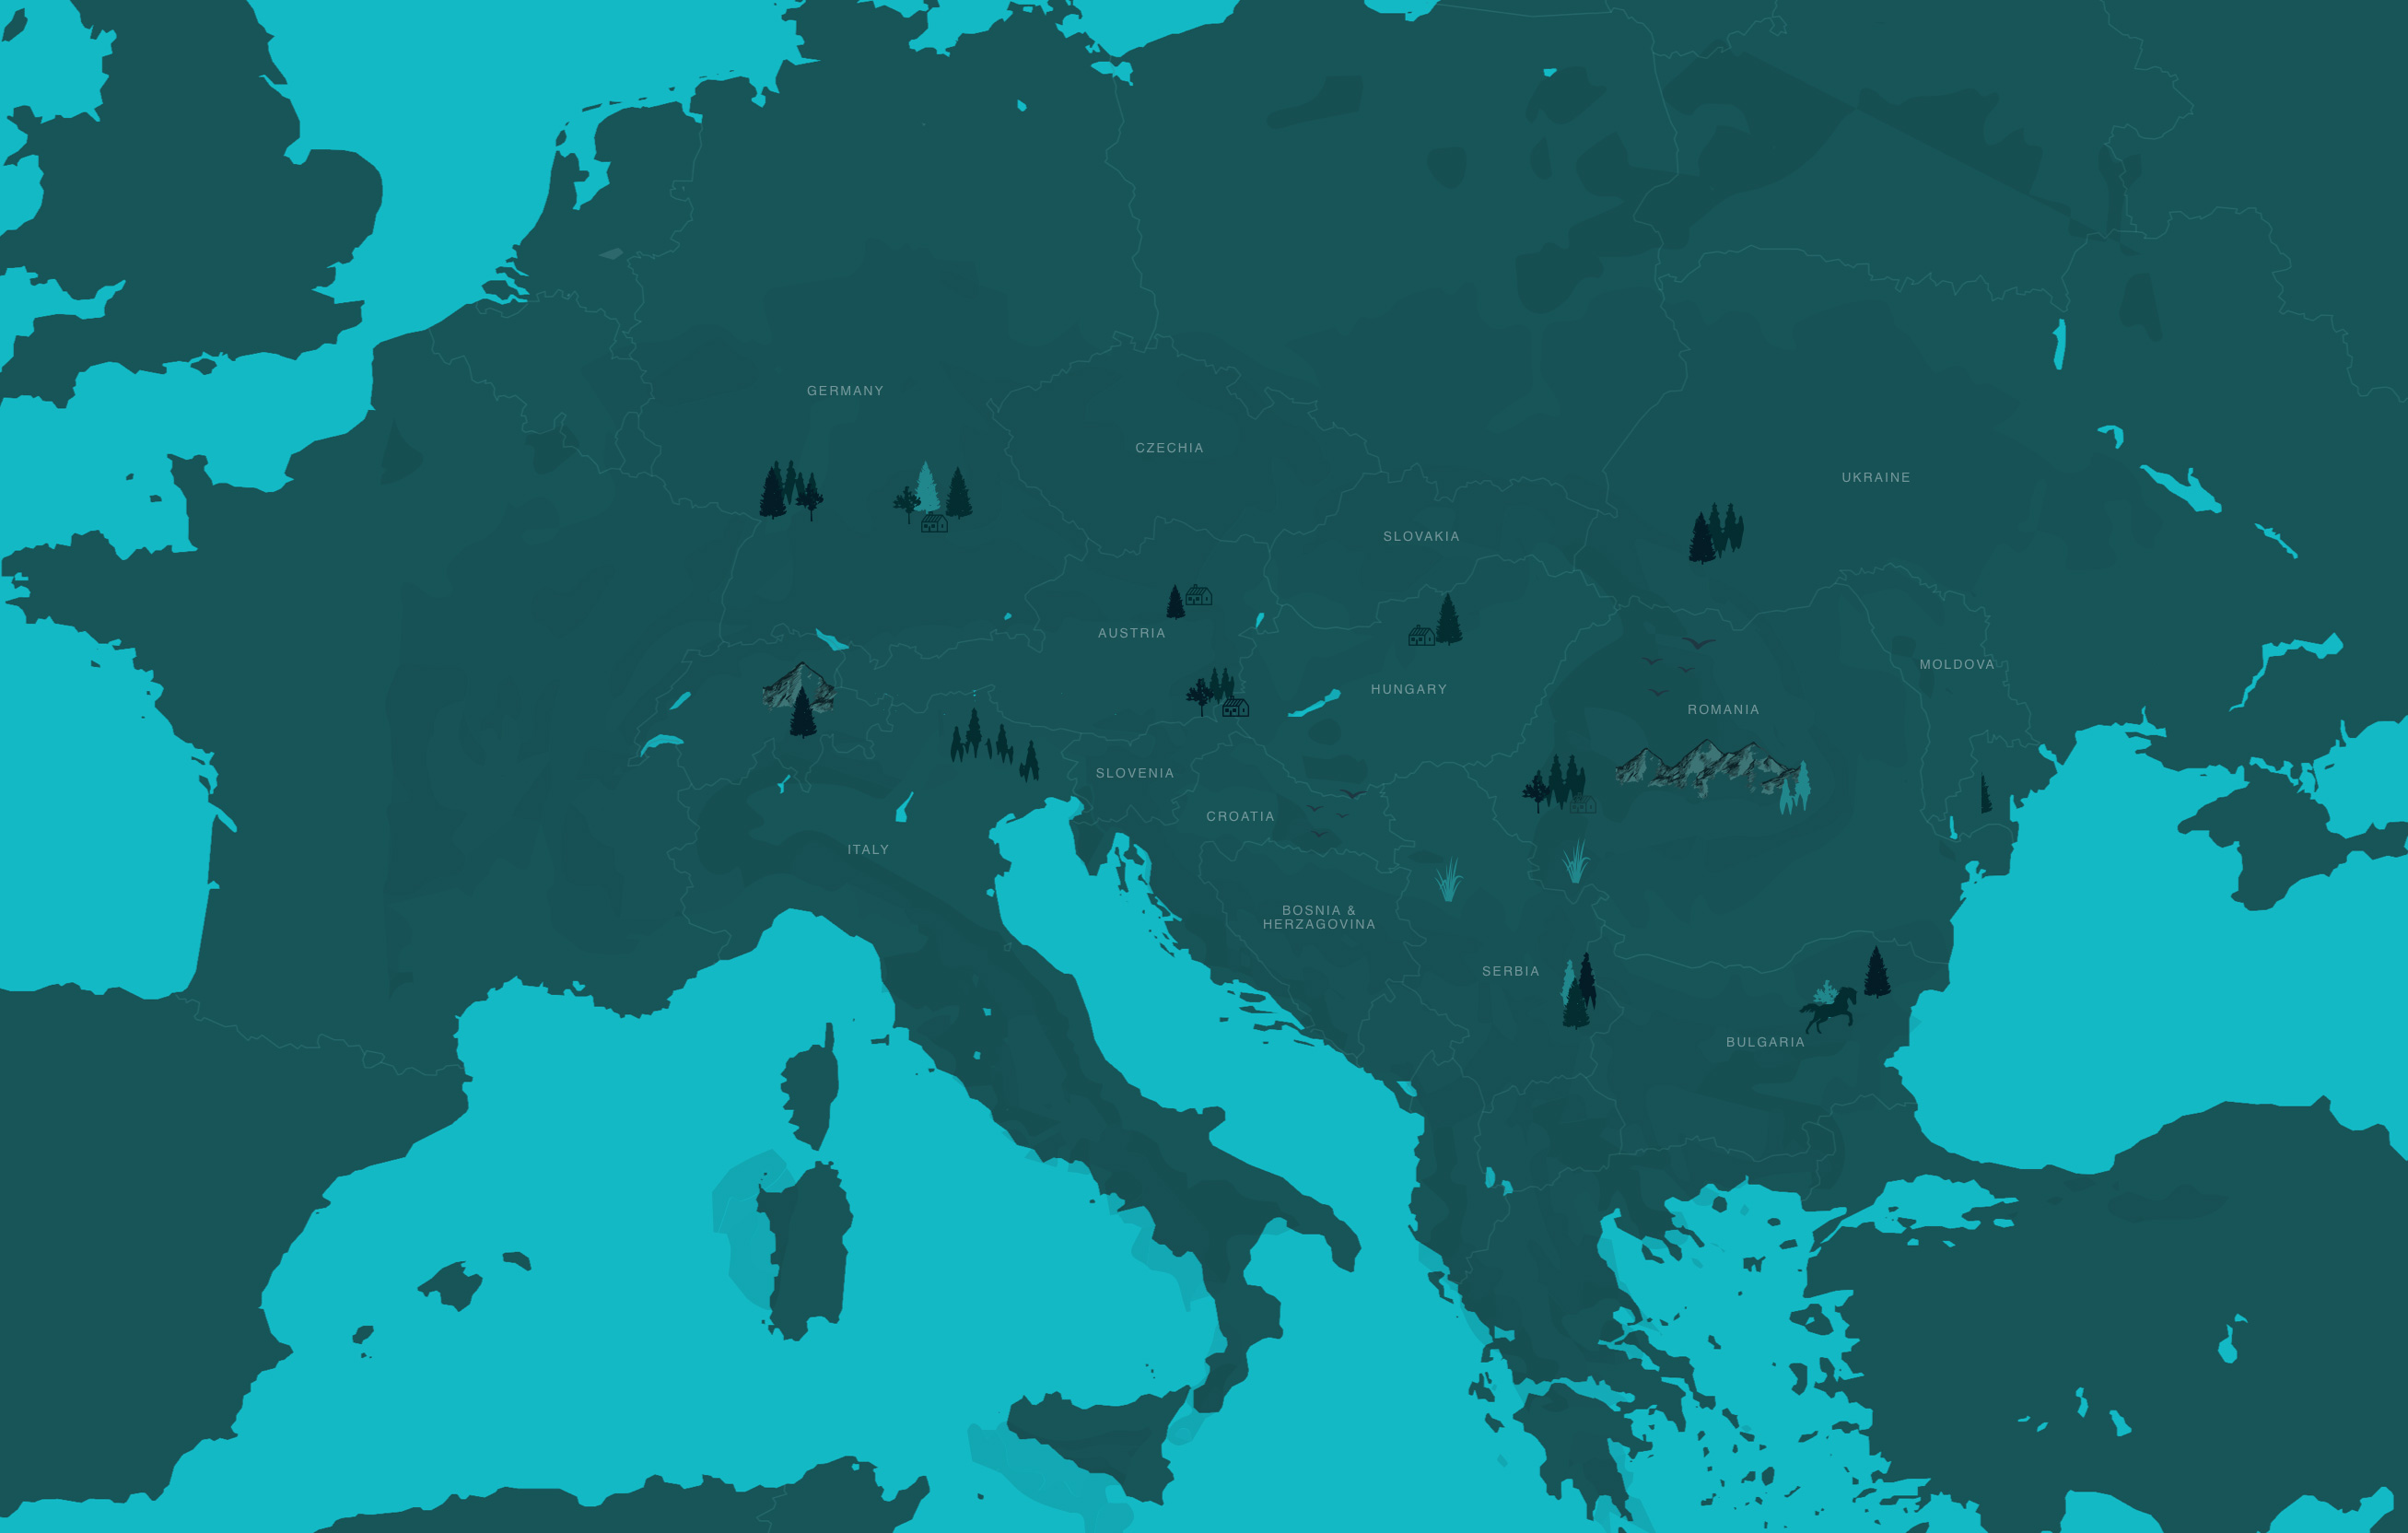 GERMANY
CZECHIA
UKRAINE
SLOVAKIA
AUSTRIA
MOLDOVA
HUNGARY
ROMANIA
SLOVENIA
CROATIA
ITALY
BOSNIA &
HERZAGOVINA
SERBIA
BULGARIA